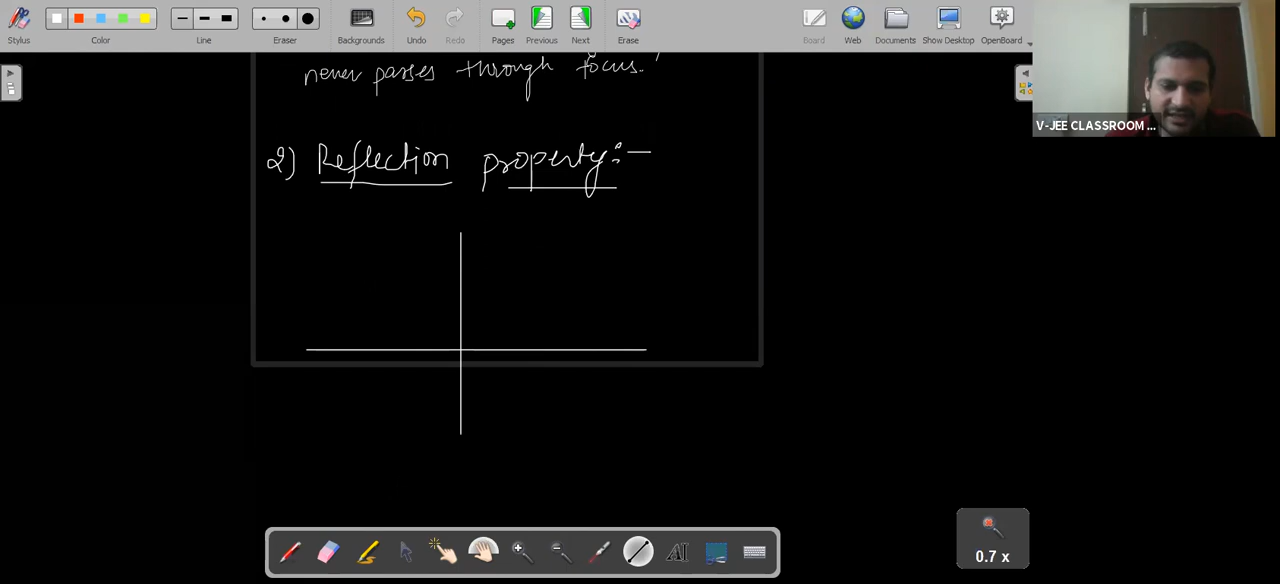 Stylus Color Line Eraser Backgrounds Undo Redo Pages Previous Next Erase Board Web Documents Show Desktop OpenBoard
V-JEE CLASSROOM ...
never passes through focus.
2) Reflection property:-
0.7 x